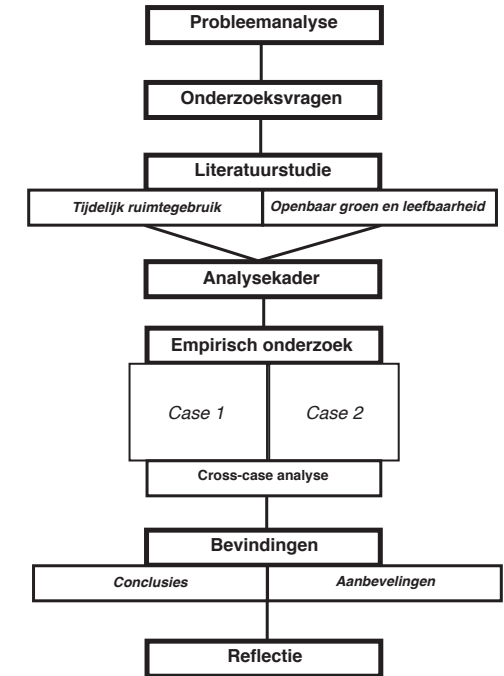 Probleemanalyse
Onderzoeksvragen
Literatuurstudie
Tijdelijk ruimtegebruik
Openbaar groen en leefbaarheid
Analysekader
Empirisch onderzoek
Case 1
Case 2
Cross-case analyse
Bevindingen
Conclusies
Aanbevelingen
Reflectie